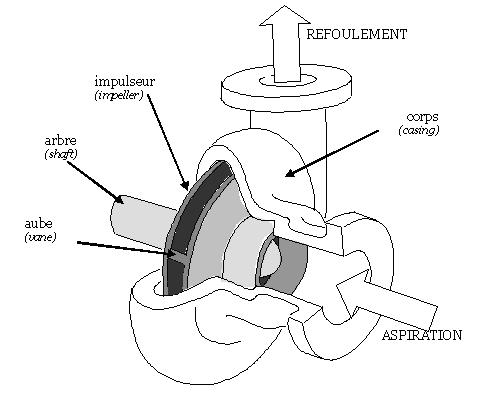 REFOULEMENT
impulseur
(impeller)
corps
(casing)
arbre
(shaft)
aube
(vane)
ASPIRATION